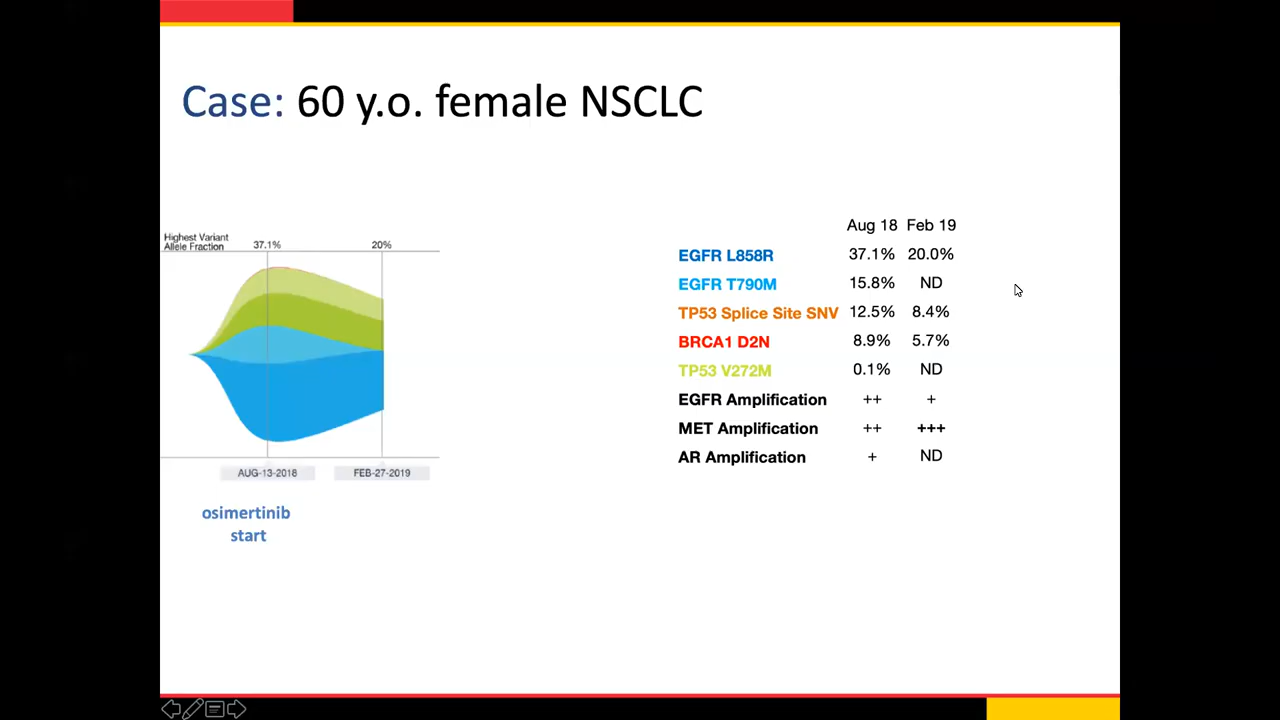 Case: 60 y.o. female NSCLC
Highest Variant
Allele Fraction 37.1% 20%
AUG-13-2018 FEB-27-2019
osimertinib
start
Aug 18 Feb 19
EGFR L858R 37.1% 20.0%
EGFR T790M 15.8% ND
TP53 Splice Site SNV 12.5% 8.4%
BRCA1 D2N 8.9% 5.7%
TP53 V272M 0.1% ND
EGFR Amplification ++ +
MET Amplification ++ +++
AR Amplification + ND